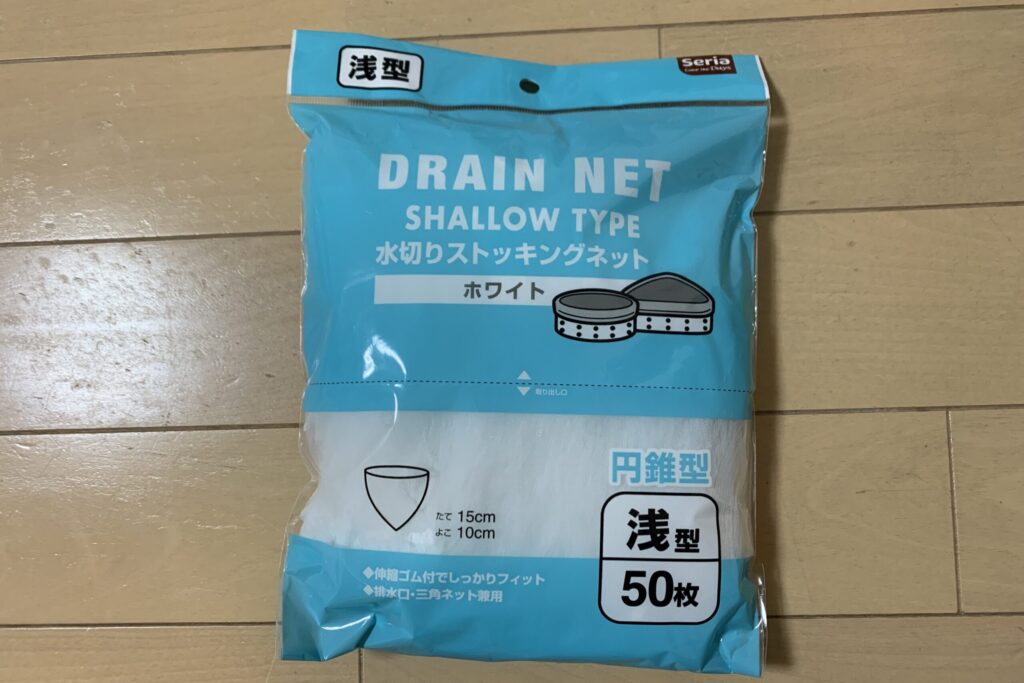 浅型
Seria
Color the Days
DRAIN NET
SHALLOW TYPE
水切りストッキングネット
ホワイト
取り出し口
円錐型
たて 15cm
よこ 10cm
浅型
50枚
◆伸縮ゴム付でしっかりフィット
◆排水口・三角ネット兼用